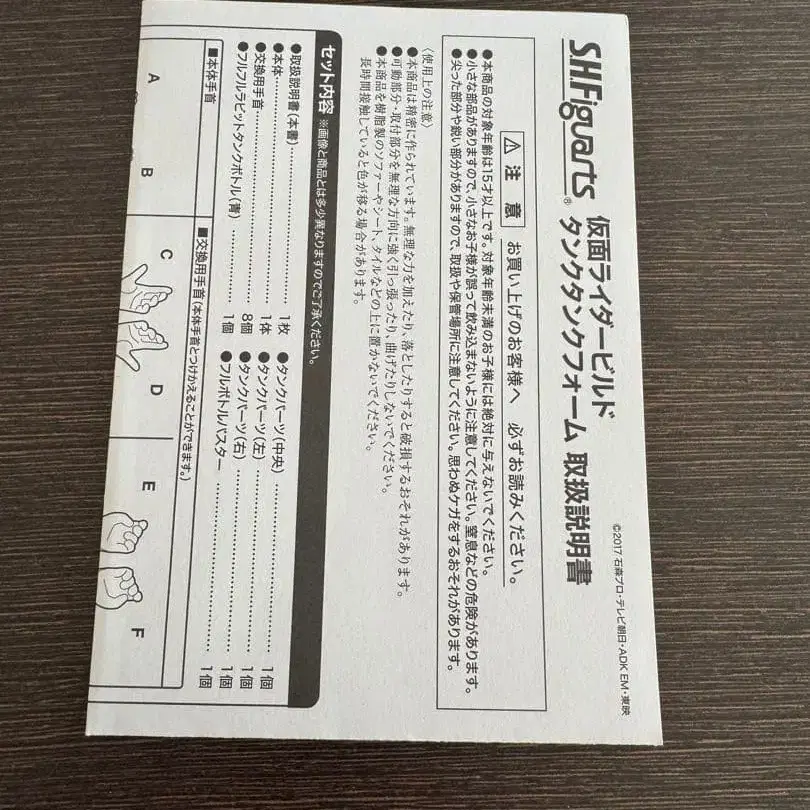 S.H.Figuarts®
仮面ライダービルド
タンクタンクフォーム 取扱説明書
©2017 石森プロ・テレビ朝日・ADK EM・東映
⚠注 意 お買い上げのお客様へ 必ずお読みください。
●本商品の対象年齢は15才以上です。対象年齢未満のお子様には絶対に与えないでください。
●小さな部品がありますので、小さなお子様が誤って飲み込まないように注意してください。窒息などの危険があります。
●尖った部分や鋭い部分がありますので、取扱や保管場所に注意してください。思わぬケガをするおそれがあります。
〈使用上の注意〉
●本商品は精密に作られています。無理な力を加えたり、落としたりすると破損するおそれがあります。
●可動部分・取付部分を無理な方向に強く引っ張ったり、曲げたりしないでください。
●本商品を樹脂製のソファーやシート、タイルなどの上に置かないでください。
長時間接触していると色が移る場合があります。
セット内容 ※画像と商品とは多少異なりますのでご了承ください。
●取扱説明書(本書)……1枚
●本体……1体
●交換用手首……8個
●フルフルラビットタンクボトル(青)……1個
●タンクパーツ(中央)……1個
●タンクパーツ(左)……1個
●タンクパーツ(右)……1個
●フルボトルバスター……1個
■本体手首
■交換用手首(本体手首とつけかえることができます。)
A
B
C
D
E
F